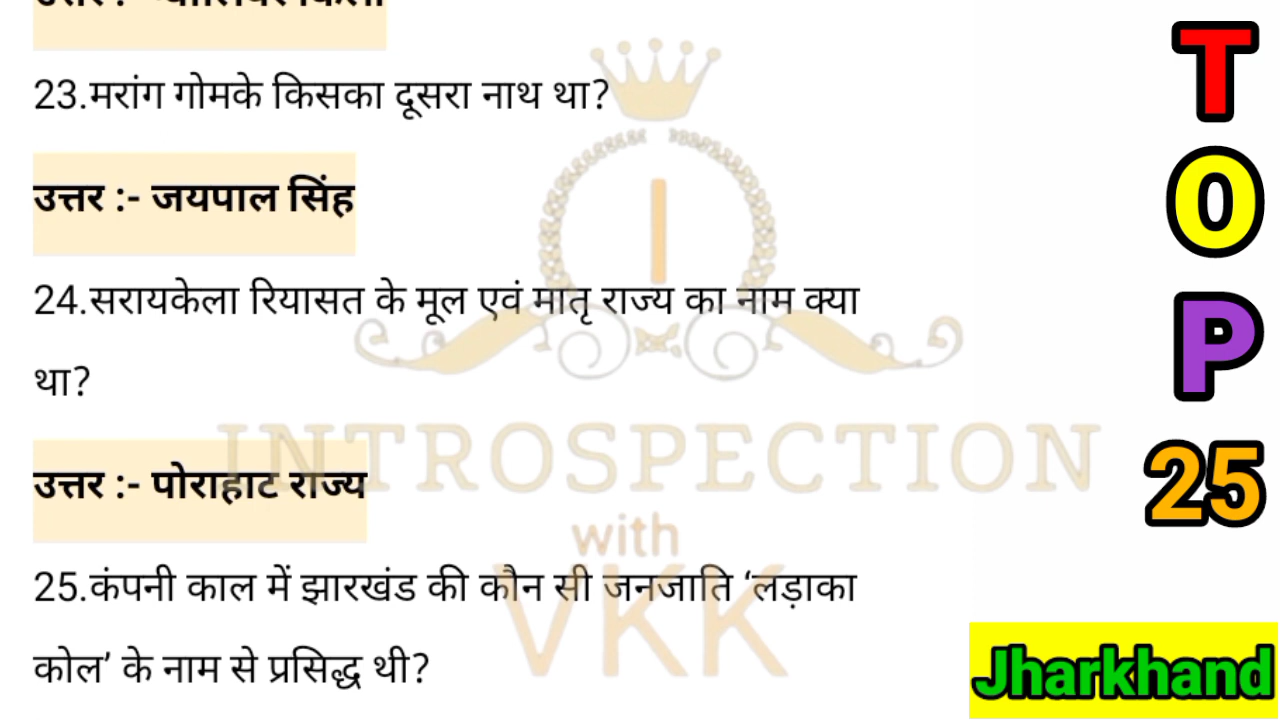 23.मरांग गोमके किसका दूसरा नाथ था?
उत्तर :- जयपाल सिंह
24.सरायकेला रियासत के मूल एवं मातृ राज्य का नाम क्या
था?
उत्तर :- पोराहाट राज्य
25.कंपनी काल में झारखंड की कौन सी जनजाति ‘लड़ाका
कोल’ के नाम से प्रसिद्ध थी?
I
INTROSPECTION
with
VKK
T
O
P
25
Jharkhand